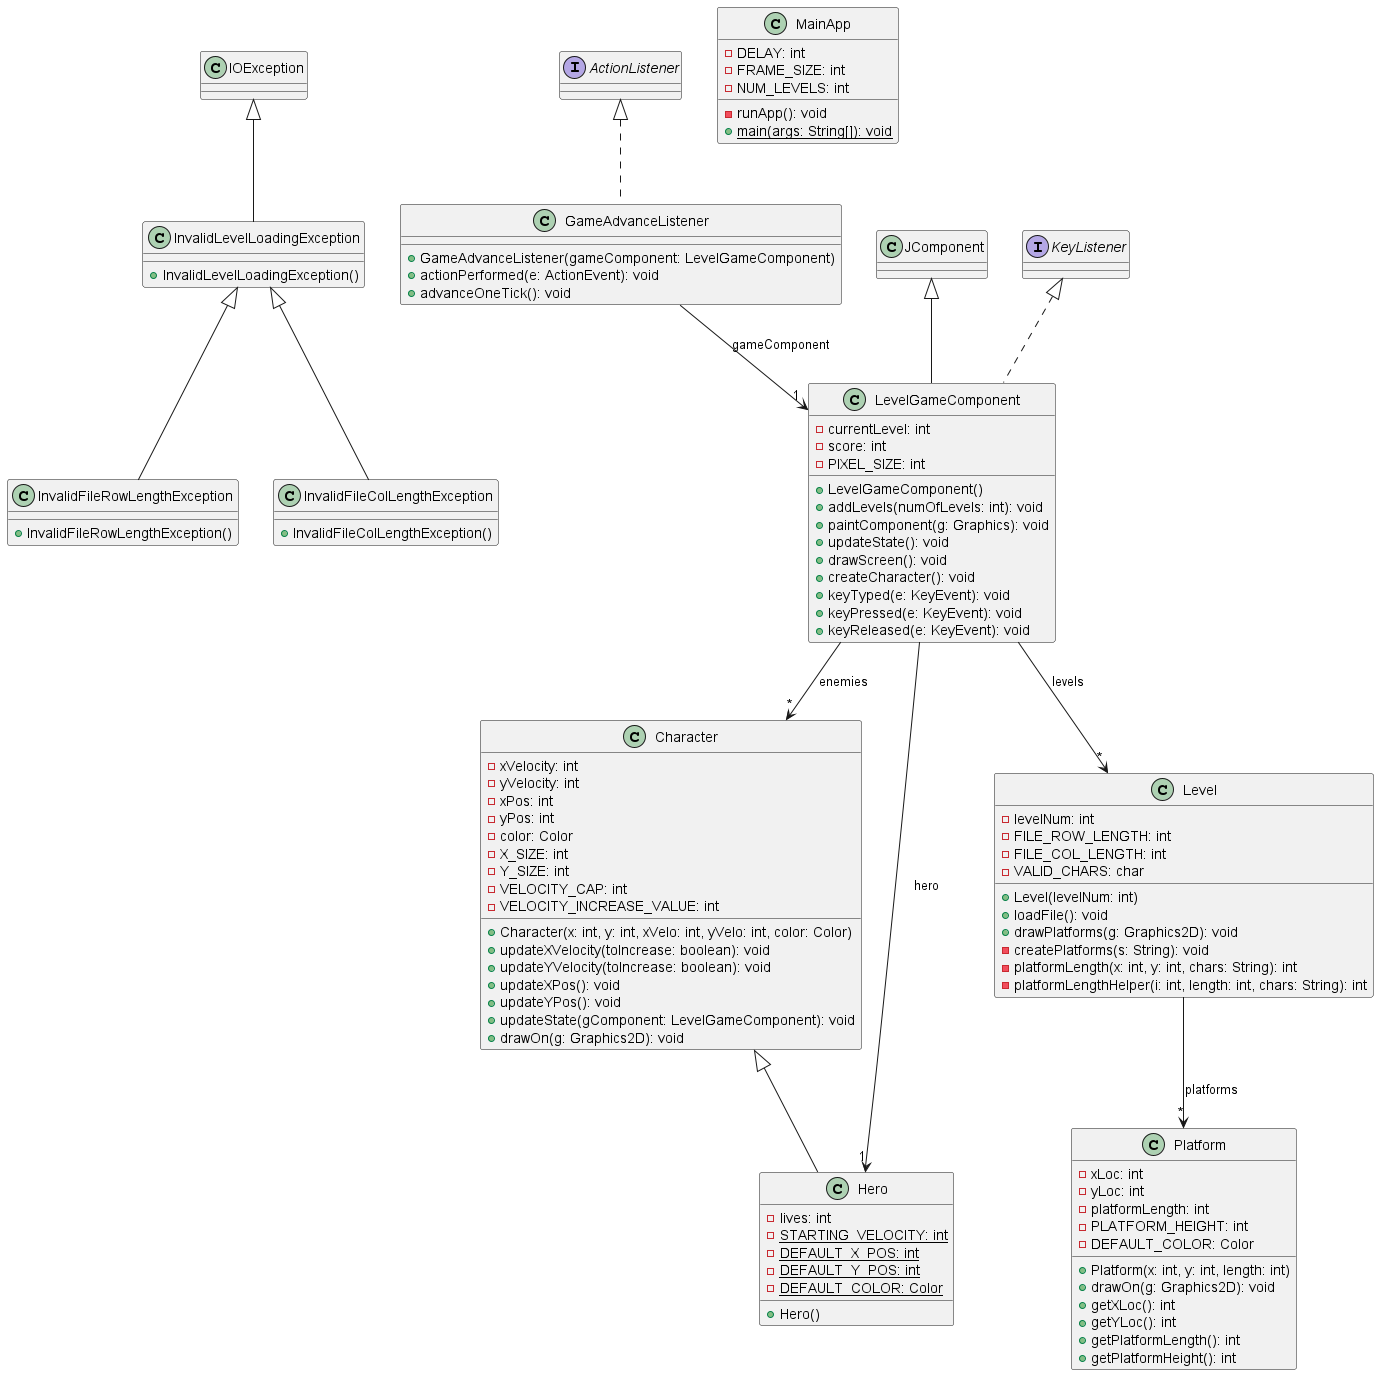 C MainApp
DELAY: int
FRAME_SIZE: int
NUM_LEVELS: int
runApp(): void
main(args: String[]): void
C IOException
I ActionListener
C InvalidLevelLoadingException
InvalidLevelLoadingException()
C GameAdvanceListener
GameAdvanceListener(gameComponent: LevelGameComponent)
actionPerformed(e: ActionEvent): void
advanceOneTick(): void
C JComponent
I KeyListener
gameComponent
1
C InvalidFileRowLengthException
InvalidFileRowLengthException()
C InvalidFileColLengthException
InvalidFileColLengthException()
C LevelGameComponent
currentLevel: int
score: int
PIXEL_SIZE: int
LevelGameComponent()
addLevels(numOfLevels: int): void
paintComponent(g: Graphics): void
updateState(): void
drawScreen(): void
createCharacter(): void
keyTyped(e: KeyEvent): void
keyPressed(e: KeyEvent): void
keyReleased(e: KeyEvent): void
enemies
*
hero
1
levels
*
C Character
xVelocity: int
yVelocity: int
xPos: int
yPos: int
color: Color
X_SIZE: int
Y_SIZE: int
VELOCITY_CAP: int
VELOCITY_INCREASE_VALUE: int
Character(x: int, y: int, xVelo: int, yVelo: int, color: Color)
updateXVelocity(toIncrease: boolean): void
updateYVelocity(toIncrease: boolean): void
updateXPos(): void
updateYPos(): void
updateState(gComponent: LevelGameComponent): void
drawOn(g: Graphics2D): void
C Level
levelNum: int
FILE_ROW_LENGTH: int
FILE_COL_LENGTH: int
VALID_CHARS: char
Level(levelNum: int)
loadFile(): void
drawPlatforms(g: Graphics2D): void
createPlatforms(s: String): void
platformLength(x: int, y: int, chars: String): int
platformLengthHelper(i: int, length: int, chars: String): int
platforms
*
C Hero
lives: int
STARTING_VELOCITY: int
DEFAULT_X_POS: int
DEFAULT_Y_POS: int
DEFAULT_COLOR: Color
Hero()
C Platform
xLoc: int
yLoc: int
platformLength: int
PLATFORM_HEIGHT: int
DEFAULT_COLOR: Color
Platform(x: int, y: int, length: int)
drawOn(g: Graphics2D): void
getXLoc(): int
getYLoc(): int
getPlatformLength(): int
getPlatformHeight(): int